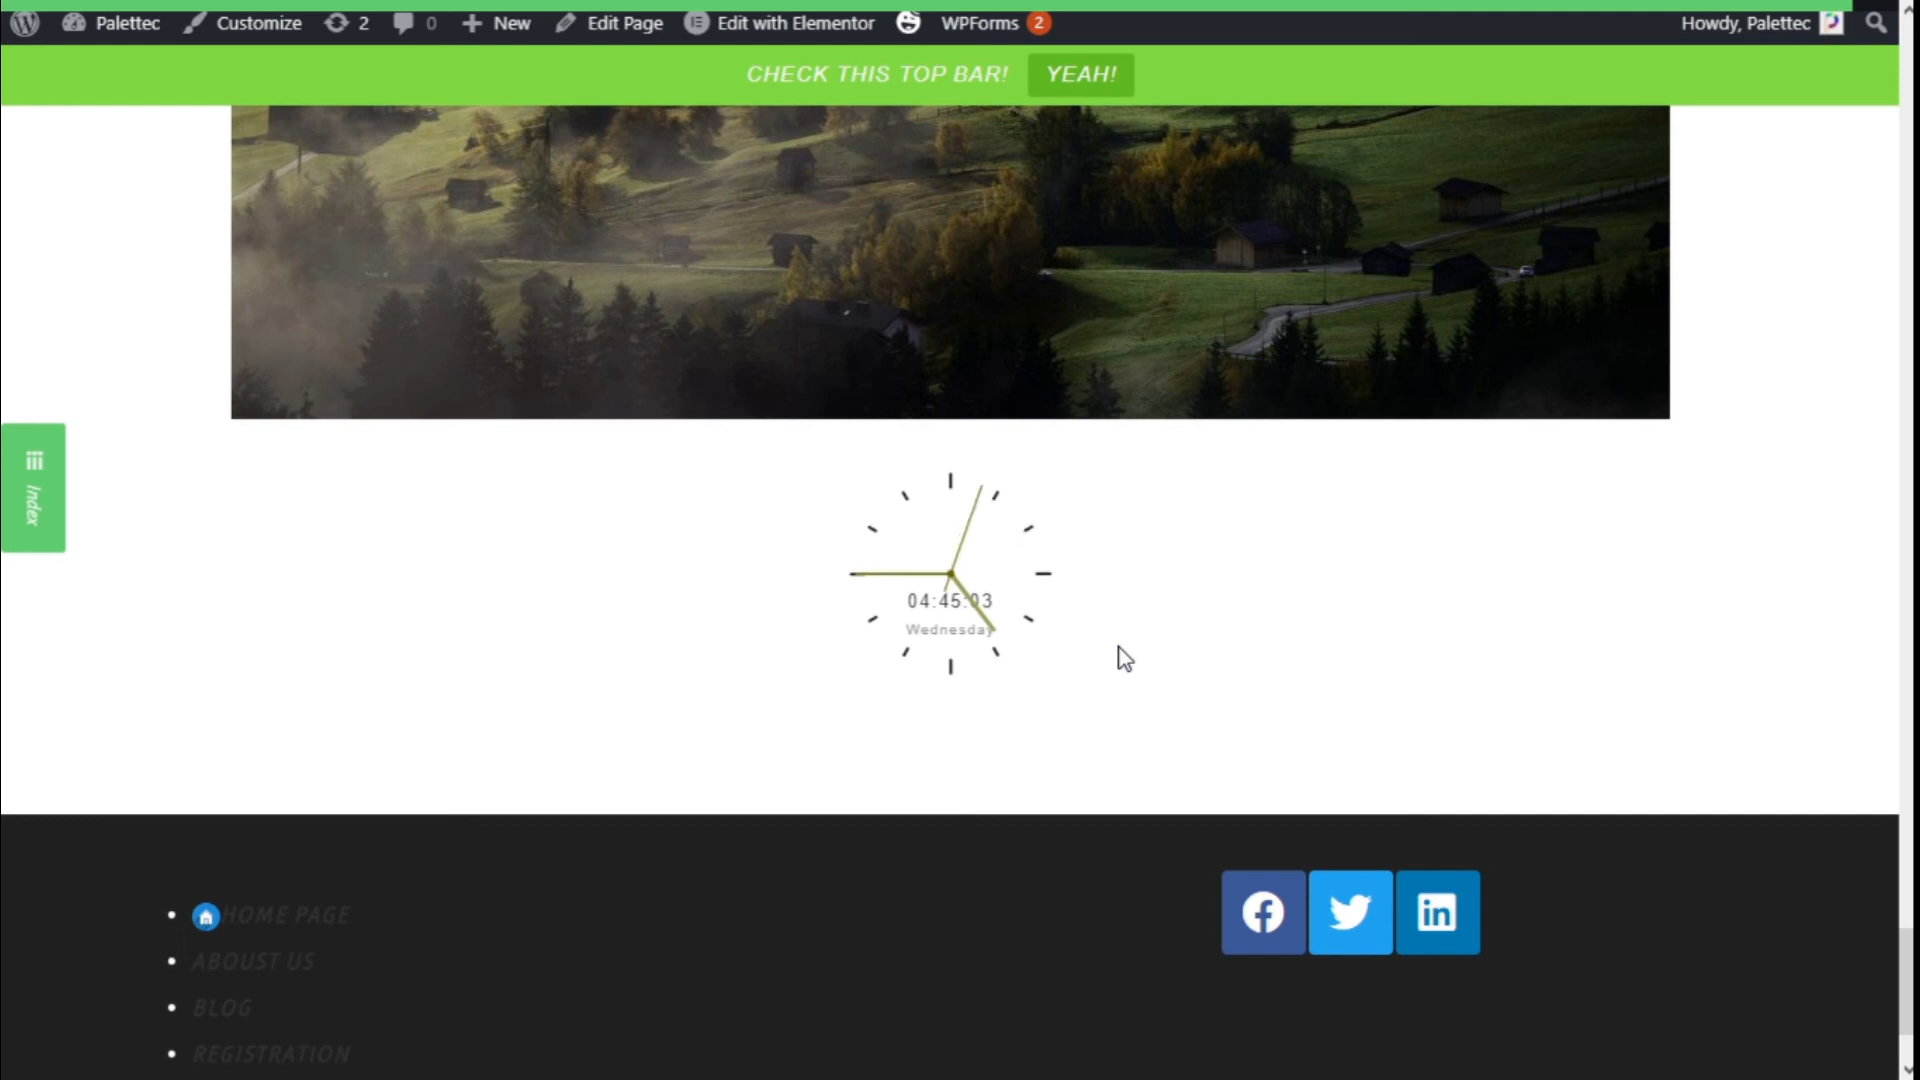 Palettec Customize 2 0 New Edit Page Edit with Elementor WPForms 2 Howdy, Palettec
CHECK THIS TOP BAR! YEAH!
Index
04:45:03
Wednesday
HOME PAGE
ABOUST US
BLOG
REGISTRATION